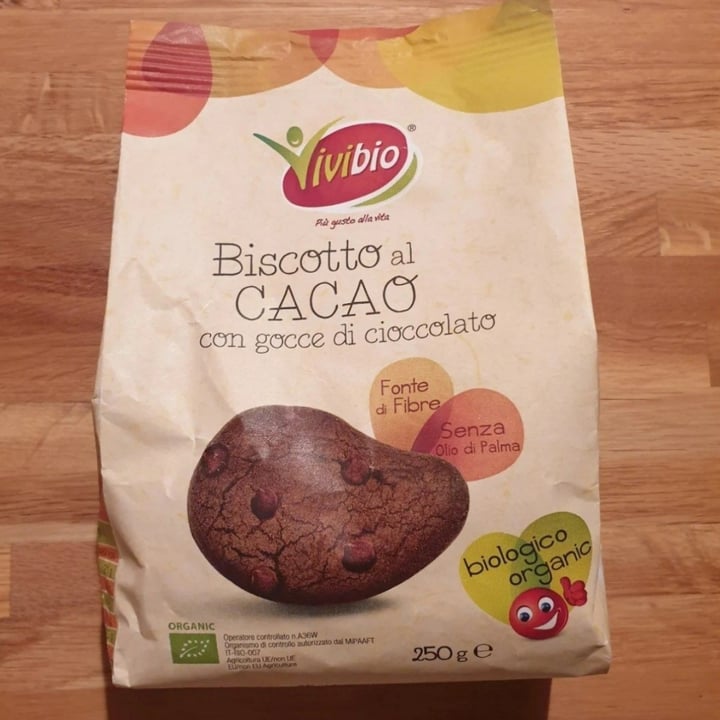 Vivibio®
Più gusto alla vita
Biscotto al
CACAO
con gocce di cioccolato
Fonte
di Fibre
Senza
Olio di Palma
biologico
organic
ORGANIC
Operatore controllato n.A36W
Organismo di controllo autorizzato dal MIPAAFT
IT-BIO-007
Agricoltura UE/non UE
EU/non EU Agriculture
250 g e